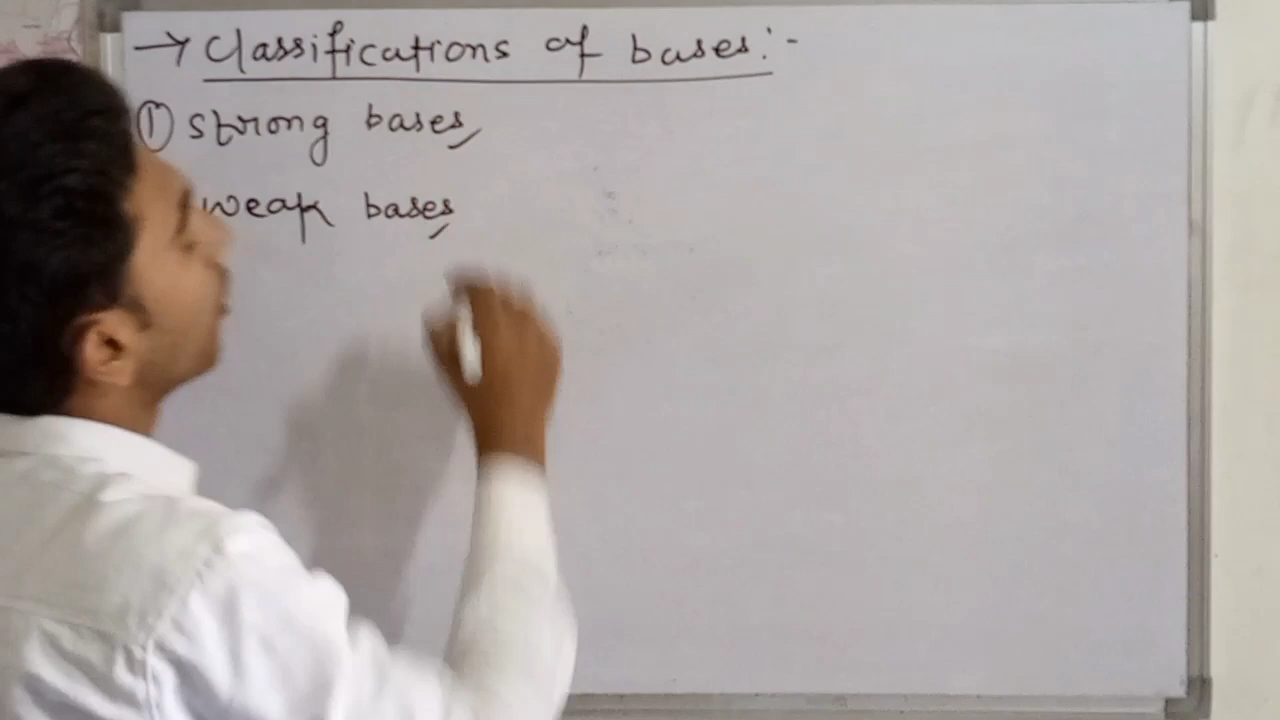 → Classifications of bases:-
① Strong bases,
weak bases,